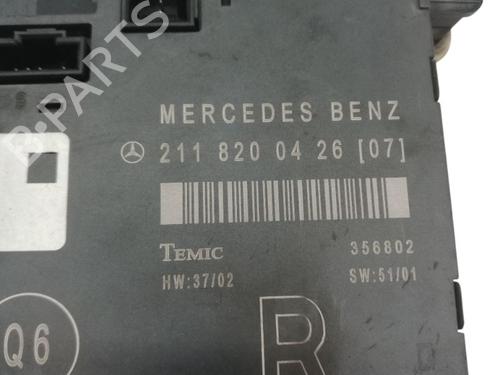 B-PARTS
MERCEDES BENZ
211 820 04 26 [07]
TEMIC 356802
HW:37/02 SW:51/01
Q6
R